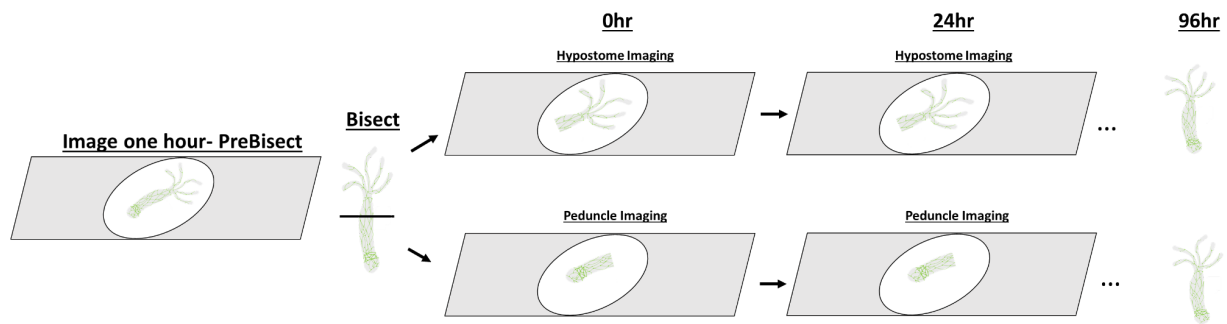 0hr
24hr
96hr
Hypostome Imaging
Hypostome Imaging
Bisect
Image one hour- PreBisect
...
Peduncle Imaging
Peduncle Imaging
...